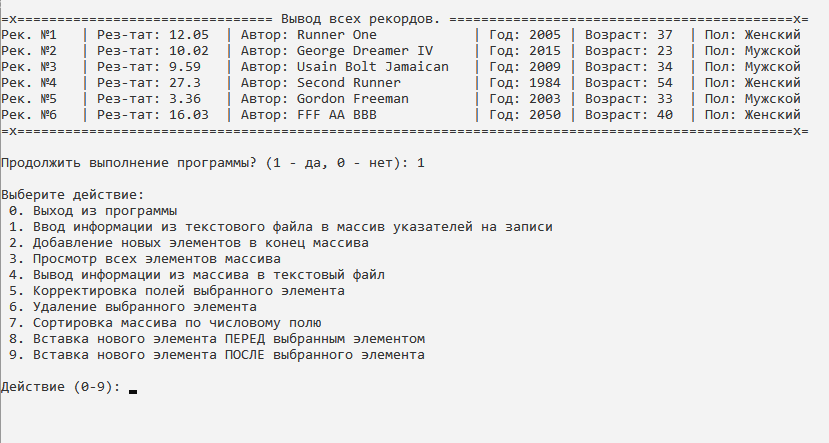 =x================================ Вывод всех рекордов. ===========================================x=
Рек. №1   | Рез-тат: 12.05  | Автор: Runner One            | Год: 2005 | Возраст: 37  | Пол: Женский
Рек. №2   | Рез-тат: 10.02  | Автор: George Dreamer IV     | Год: 2015 | Возраст: 23  | Пол: Мужской
Рек. №3   | Рез-тат: 9.59   | Автор: Usain Bolt Jamaican   | Год: 2009 | Возраст: 34  | Пол: Мужской
Рек. №4   | Рез-тат: 27.3   | Автор: Second Runner         | Год: 1984 | Возраст: 54  | Пол: Женский
Рек. №5   | Рез-тат: 3.36   | Автор: Gordon Freeman        | Год: 2003 | Возраст: 33  | Пол: Мужской
Рек. №6   | Рез-тат: 16.03  | Автор: FFF AA BBB            | Год: 2050 | Возраст: 40  | Пол: Женский
=x=================================================================================================x=
Продолжить выполнение программы? (1 - да, 0 - нет): 1
Выберите действие:
0. Выход из программы
1. Ввод информации из текстового файла в массив указателей на записи
2. Добавление новых элементов в конец массива
3. Просмотр всех элементов массива
4. Вывод информации из массива в текстовый файл
5. Корректировка полей выбранного элемента
6. Удаление выбранного элемента
7. Сортировка массива по числовому полю
8. Вставка нового элемента ПЕРЕД выбранным элементом
9. Вставка нового элемента ПОСЛЕ выбранного элемента
Действие (0-9):